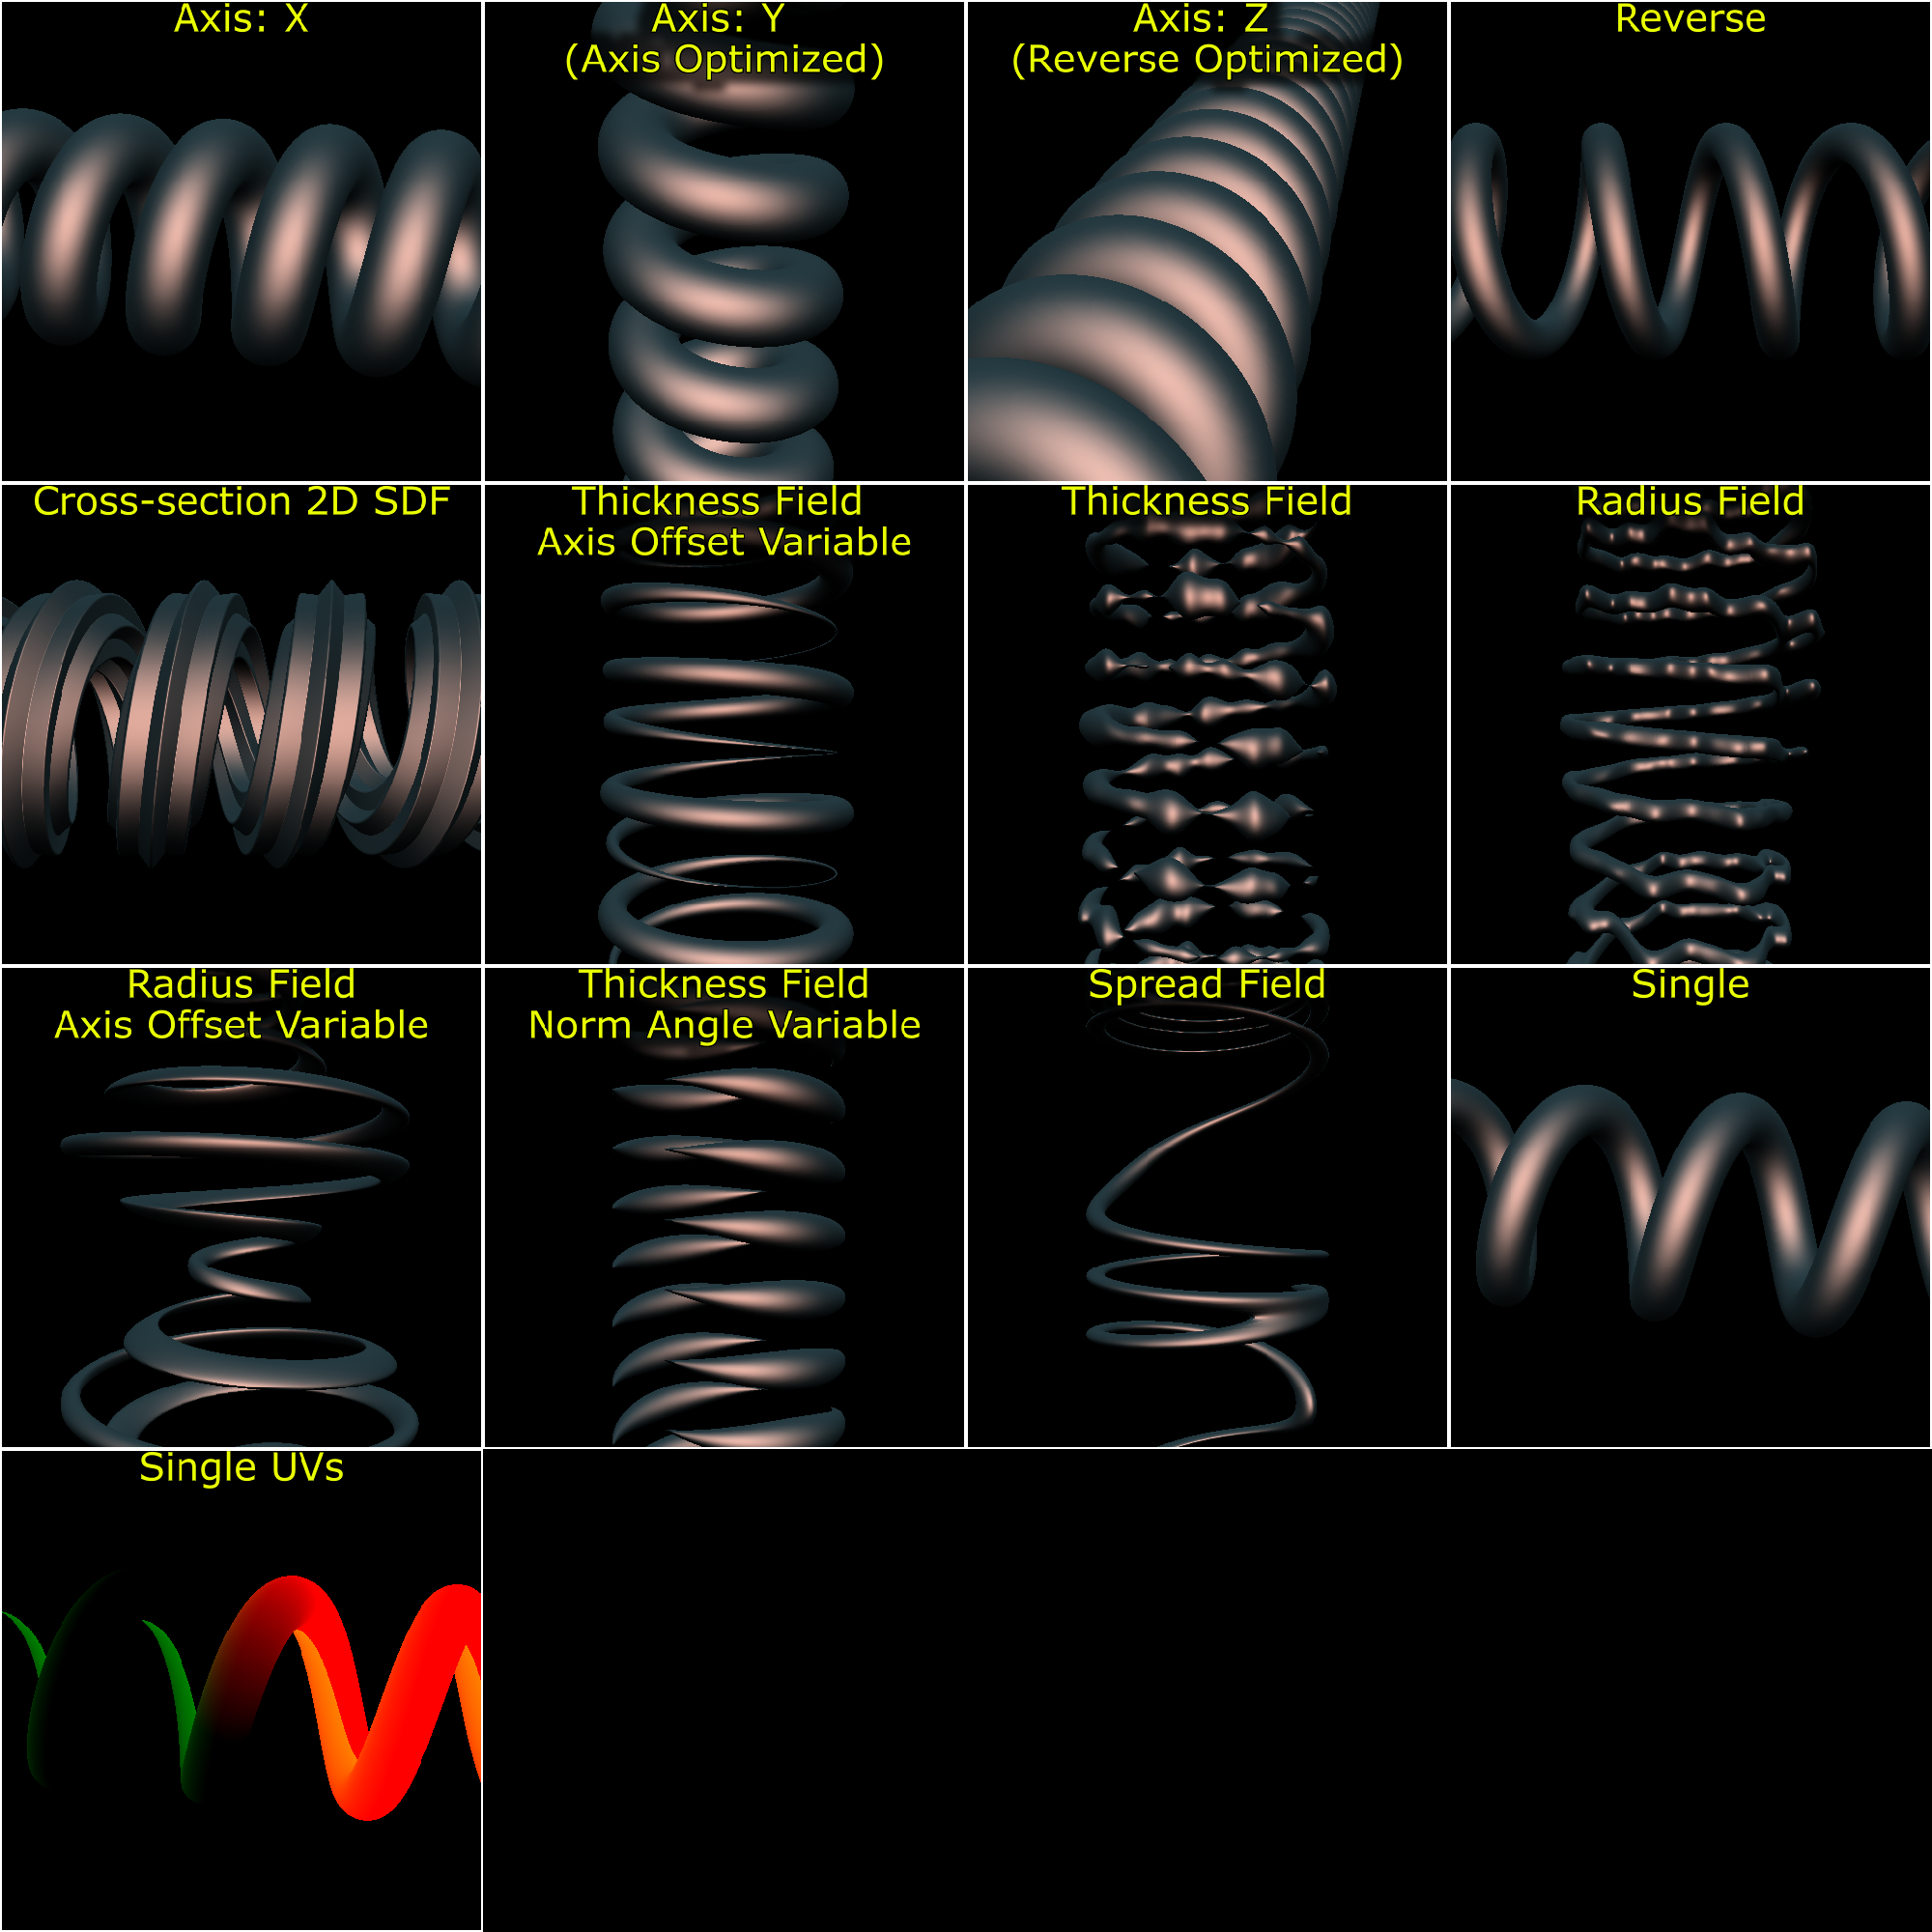 Axis: X
Axis: Y
(Axis Optimized)
Axis: Z
(Reverse Optimized)
Reverse
Cross-section 2D SDF
Thickness Field
Axis Offset Variable
Thickness Field
Radius Field
Radius Field
Axis Offset Variable
Thickness Field
Norm Angle Variable
Spread Field
Single
Single UVs